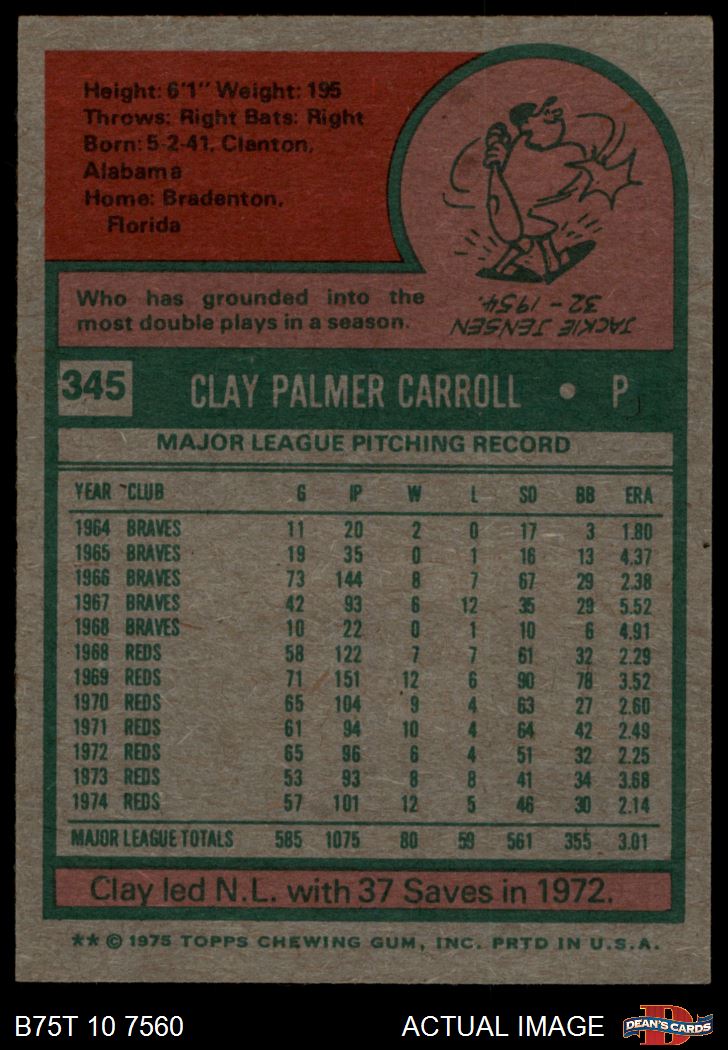 Height: 6'1" Weight: 195
Throws: Right Bats: Right
Born: 5-2-41, Clanton,
Alabama
Home: Bradenton,
Florida
Who has grounded into the
most double plays in a season.
JACKIE JENSEN
32 - 1954.
345 CLAY PALMER CARROLL • P
MAJOR LEAGUE PITCHING RECORD
YEAR CLUB G IP W L SO BB ERA
1964 BRAVES 11 20 2 0 17 3 1.80
1965 BRAVES 19 35 0 1 16 13 4.37
1966 BRAVES 73 144 8 7 67 29 2.38
1967 BRAVES 42 93 6 12 35 29 5.52
1968 BRAVES 10 22 0 1 10 6 4.91
1968 REDS 58 122 7 7 61 32 2.29
1969 REDS 71 151 12 6 90 78 3.52
1970 REDS 65 104 9 4 63 27 2.60
1971 REDS 61 94 10 4 64 42 2.49
1972 REDS 65 96 6 4 51 32 2.25
1973 REDS 53 93 8 8 41 34 3.68
1974 REDS 57 101 12 5 46 30 2.14
MAJOR LEAGUE TOTALS 585 1075 80 59 561 355 3.01
Clay led N.L. with 37 Saves in 1972.
** © 1975 TOPPS CHEWING GUM, INC. PRTD IN U.S.A.
B75T 10 7560 ACTUAL IMAGE
D
DEAN'S CARDS